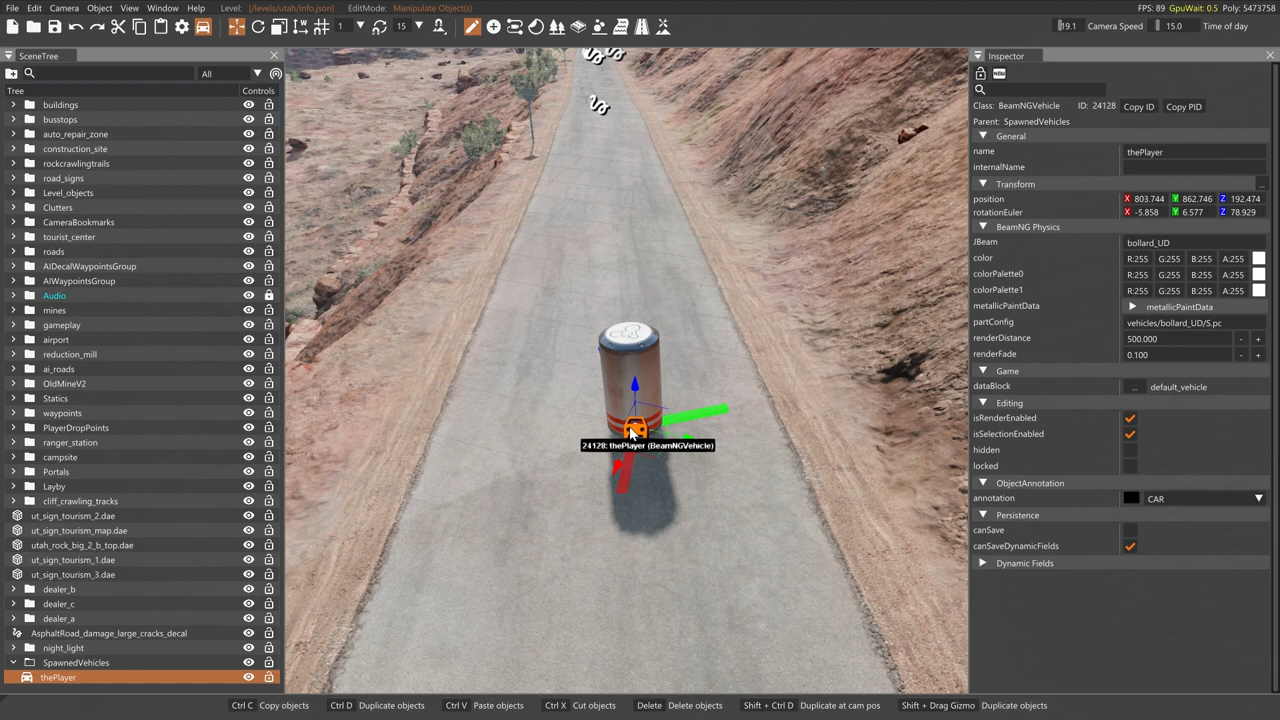 File Edit Camera Object View Window Help Level: [/levels/utah/info.json] EditMode: Manipulate Object(s) FPS: 89 GpuWait: 0.5 Poly: 5473758
1 15 19.1 Camera Speed 15.0 Time of day
SceneTree
All
Tree Controls
buildings
busstops
auto_repair_zone
construction_site
rockcrawlingtrails
road_signs
Level_objects
Clutters
CameraBookmarks
tourist_center
roads
AIDecalWaypointsGroup
AIWaypointsGroup
Audio
mines
gameplay
airport
reduction_mill
ai_roads
OldMineV2
Statics
waypoints
PlayerDropPoints
ranger_station
campsite
Portals
Layby
cliff_crawling_tracks
ut_sign_tourism_2.dae
ut_sign_tourism_map.dae
utah_rock_big_2_b_top.dae
ut_sign_tourism_1.dae
ut_sign_tourism_3.dae
dealer_b
dealer_c
dealer_a
AsphaltRoad_damage_large_cracks_decal
night_light
SpawnedVehicles
thePlayer
24128: thePlayer (BeamNGVehicle)
Inspector
NEW
Class: BeamNGVehicle ID: 24128 Copy ID Copy PID
Parent: SpawnedVehicles
General
name thePlayer
internalName
Transform ...
position X 803.744 Y 862.746 Z 192.474
rotationEuler X -5.858 Y 6.577 Z 78.929
BeamNG Physics
JBeam bollard_UD
color R:255 G:255 B:255 A:255
colorPalette0 R:255 G:255 B:255 A:255
colorPalette1 R:255 G:255 B:255 A:255
metallicPaintData metallicPaintData
partConfig vehicles/bollard_UD/S.pc
renderDistance 500.000 - +
renderFade 0.100 - +
Game
dataBlock ... default_vehicle
Editing
isRenderEnabled
isSelectionEnabled
hidden
locked
ObjectAnnotation
annotation CAR
Persistence
canSave
canSaveDynamicFields
Dynamic Fields
Ctrl C Copy objects Ctrl D Duplicate objects Ctrl V Paste objects Ctrl X Cut objects Delete Delete objects Shift + Ctrl D Duplicate at cam pos Shift + Drag Gizmo Duplicate objects